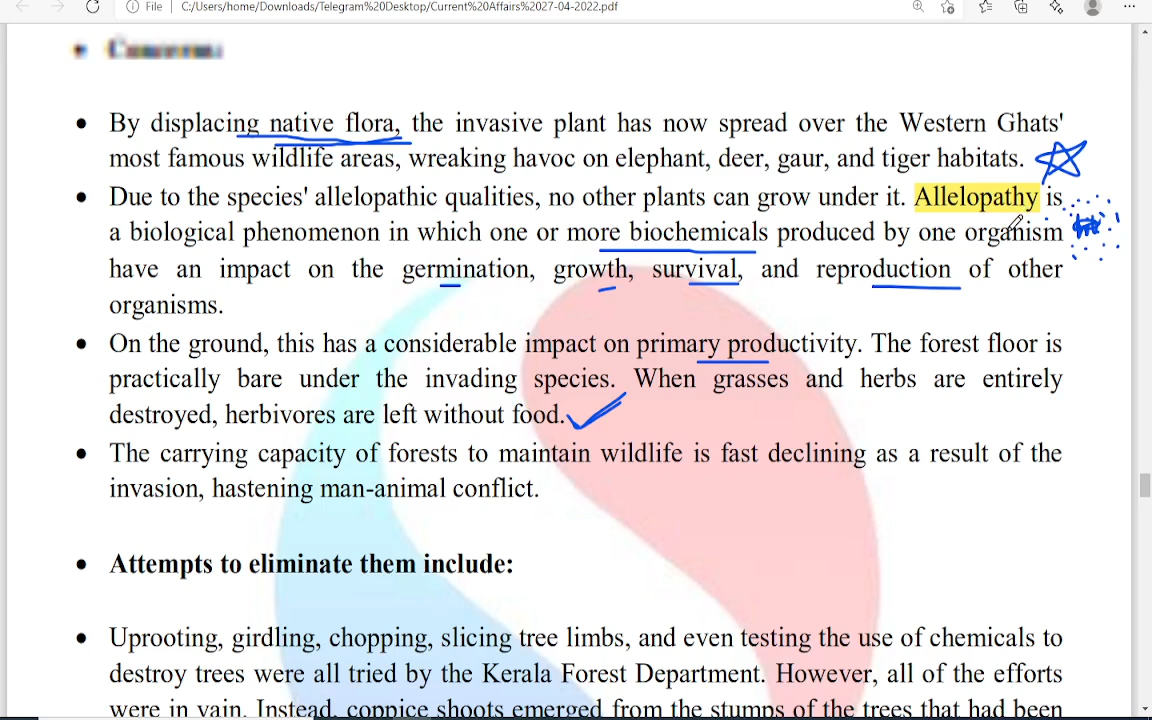 File C:/Users/home/Downloads/Telegram%20Desktop/Current%20Affairs%2027-04-2022.pdf
• By displacing native flora, the invasive plant has now spread over the Western Ghats'
most famous wildlife areas, wreaking havoc on elephant, deer, gaur, and tiger habitats.
• Due to the species' allelopathic qualities, no other plants can grow under it. Allelopathy is
a biological phenomenon in which one or more biochemicals produced by one organism
have an impact on the germination, growth, survival, and reproduction of other
organisms.
• On the ground, this has a considerable impact on primary productivity. The forest floor is
practically bare under the invading species. When grasses and herbs are entirely
destroyed, herbivores are left without food.
• The carrying capacity of forests to maintain wildlife is fast declining as a result of the
invasion, hastening man-animal conflict.
• Attempts to eliminate them include:
• Uprooting, girdling, chopping, slicing tree limbs, and even testing the use of chemicals to
destroy trees were all tried by the Kerala Forest Department. However, all of the efforts
were in vain. Instead, coppice shoots emerged from the stumps of the trees that had been